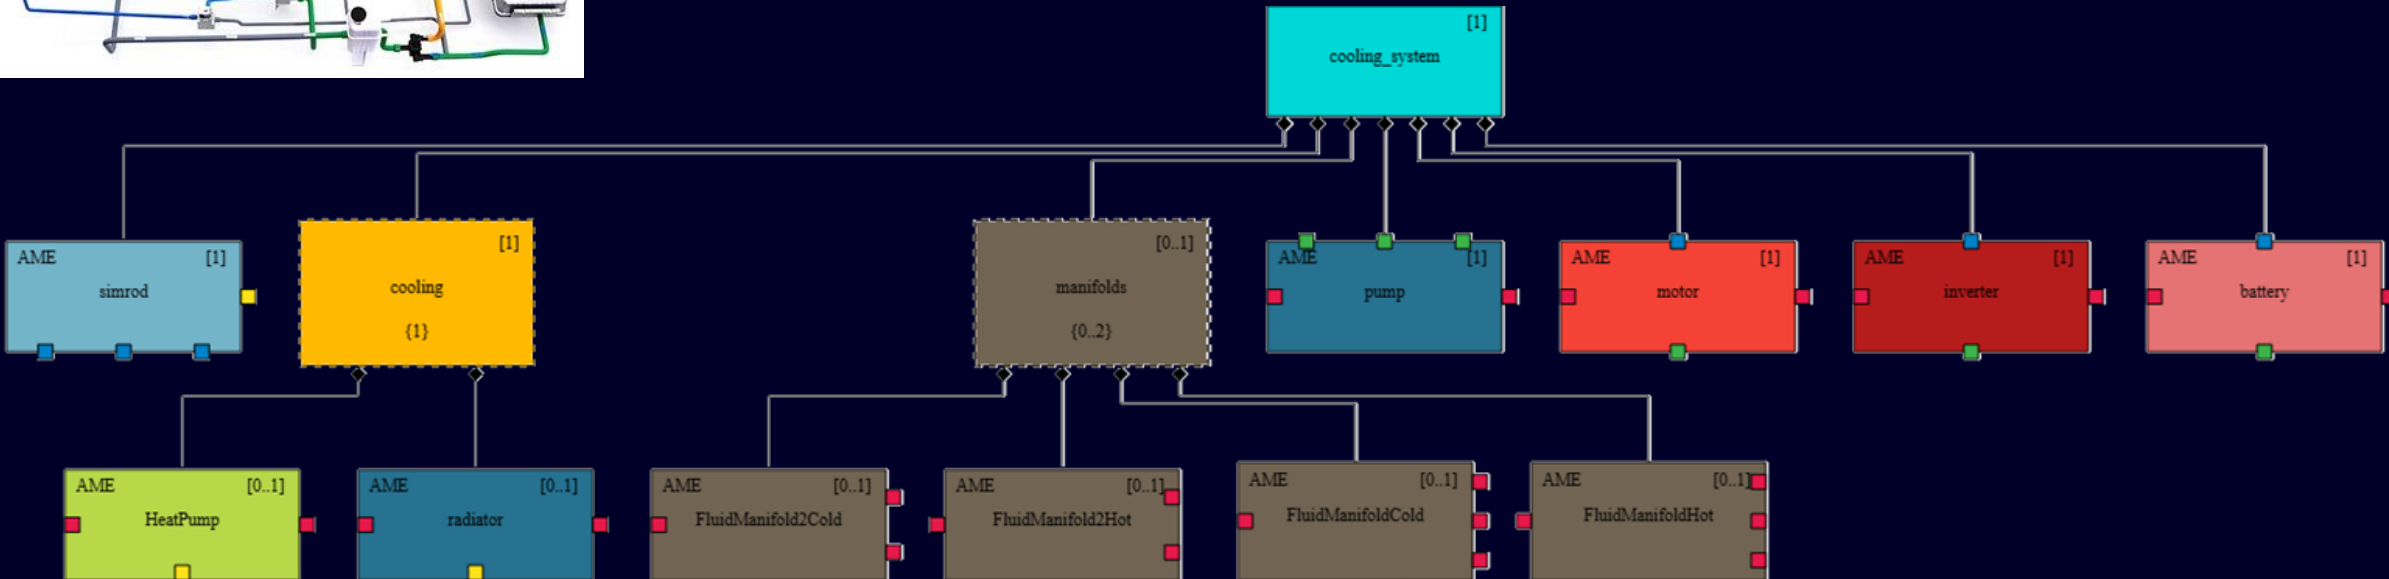 [1]
cooling_system
AME [1]
simrod
[1]
cooling
{1}
[0..1]
manifolds
{0..2}
AME [1]
pump
AME [1]
motor
AME [1]
inverter
AME [1]
battery
AME [0..1]
HeatPump
AME [0..1]
radiator
AME [0..1]
FluidManifold2Cold
AME [0..1]
FluidManifold2Hot
AME [0..1]
FluidManifoldCold
AME [0..1]
FluidManifoldHot